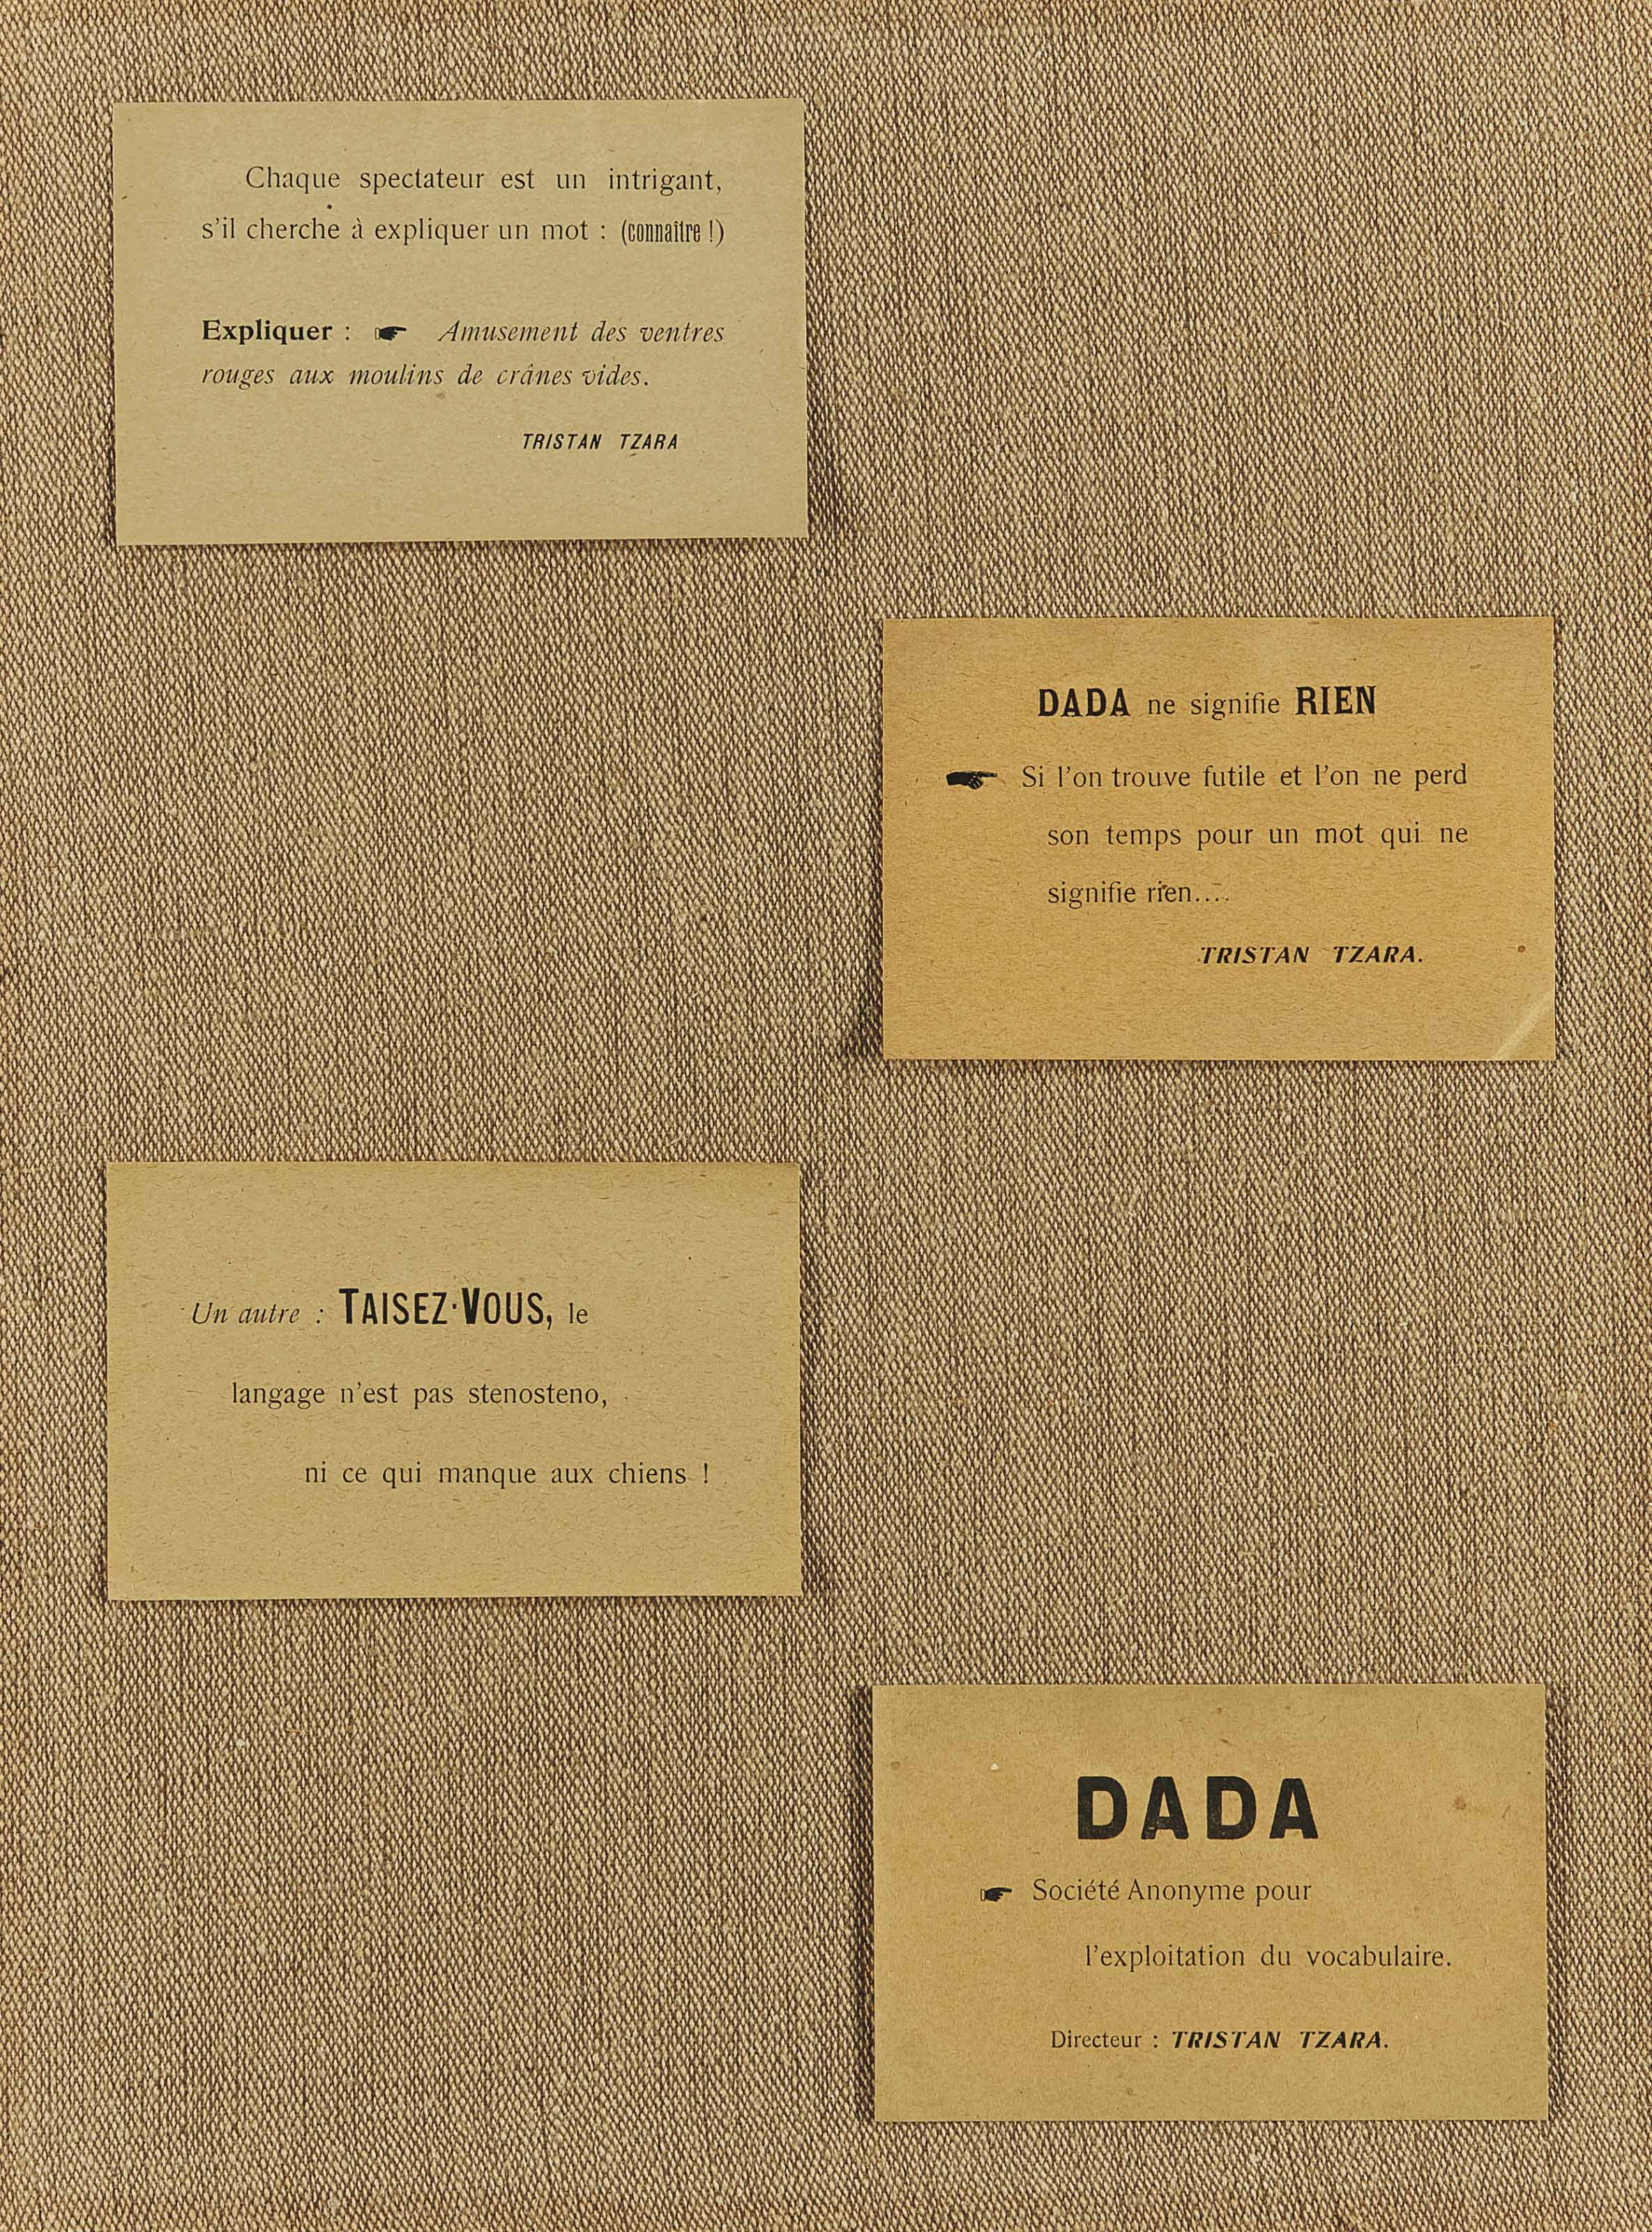 Chaque spectateur est un intrigant,
s'il cherche à expliquer un mot : (connaître !)
Expliquer : ☛ Amusement des ventres
rouges aux moulins de crânes vides.
TRISTAN TZARA
DADA ne signifie RIEN
☛ Si l'on trouve futile et l'on ne perd
son temps pour un mot qui ne
signifie rien....
TRISTAN TZARA.
Un autre : TAISEZ-VOUS, le
langage n'est pas stenosteno,
ni ce qui manque aux chiens !
DADA
☛ Société Anonyme pour
l'exploitation du vocabulaire.
Directeur : TRISTAN TZARA.